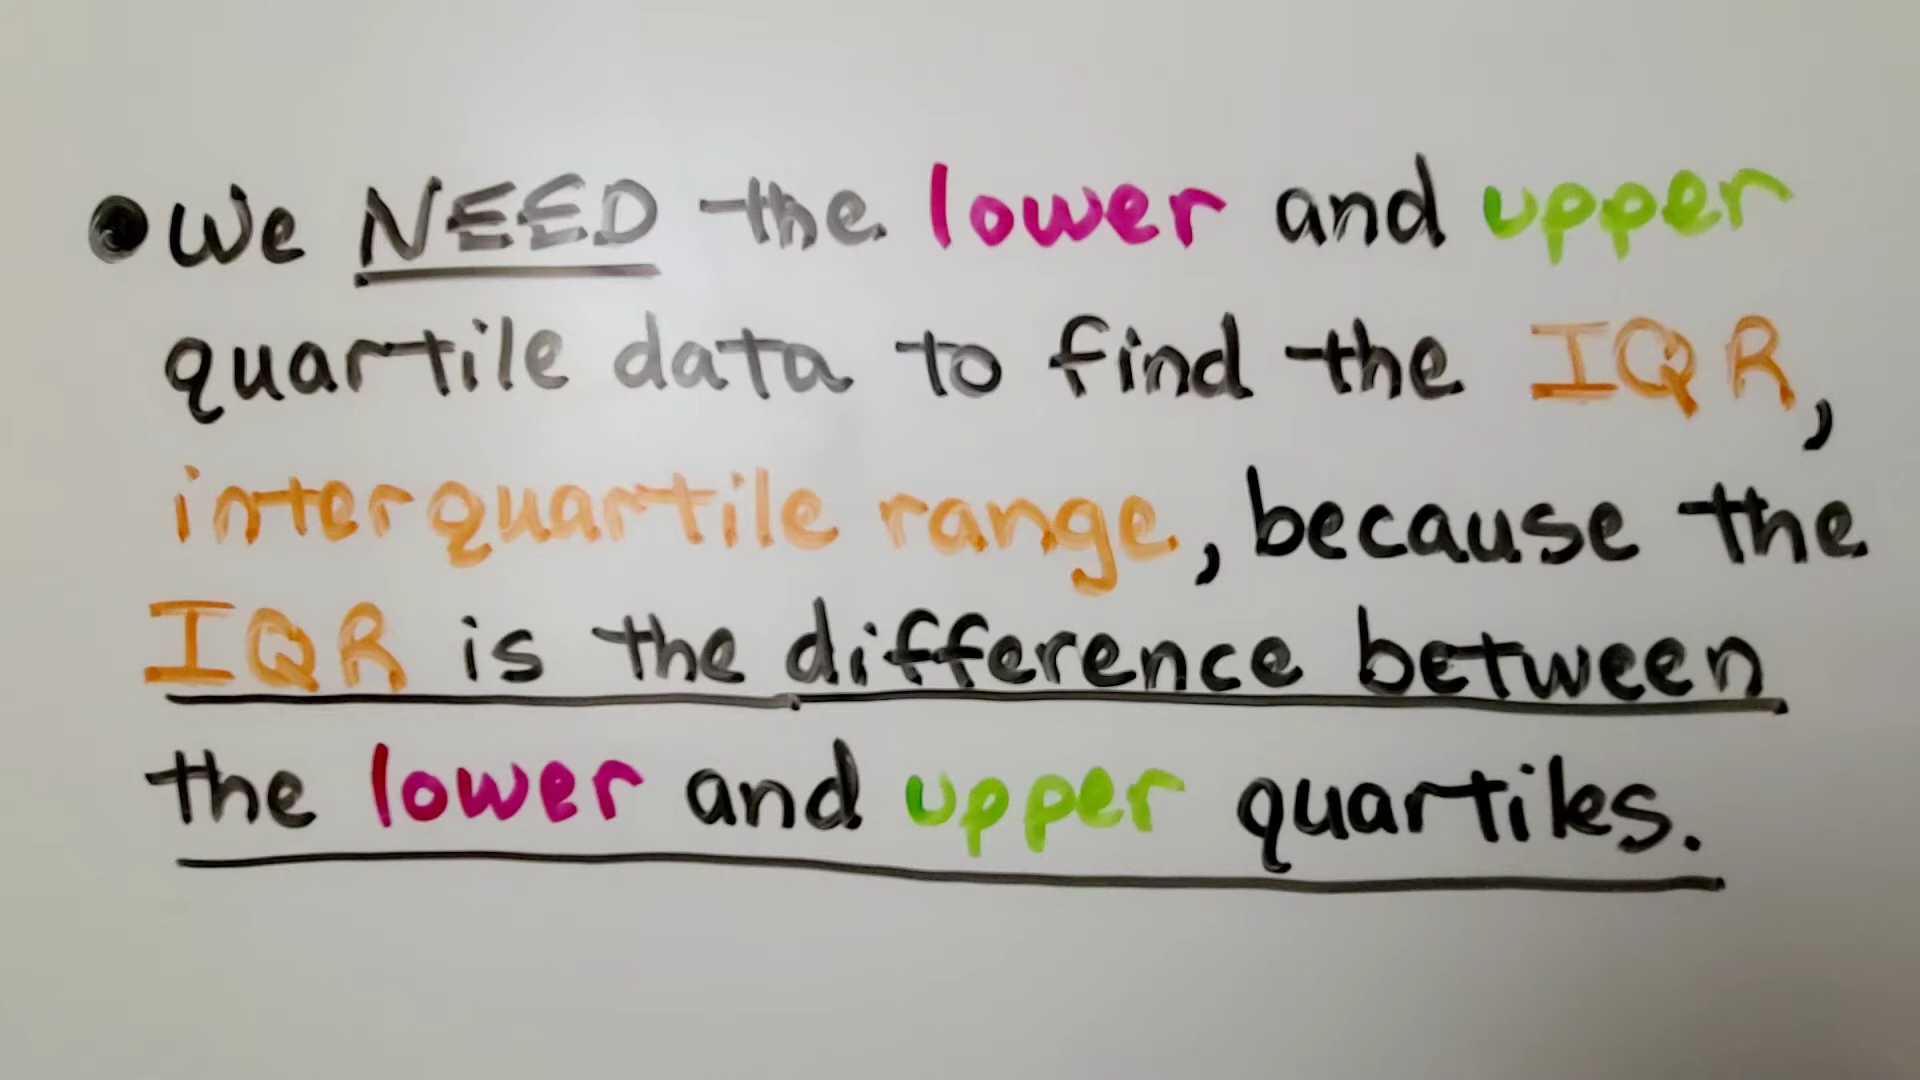 •We NEED the lower and upper
quartile data to find the IQR,
interquartile range, because the
IQR is the difference between
the lower and upper quartiles.